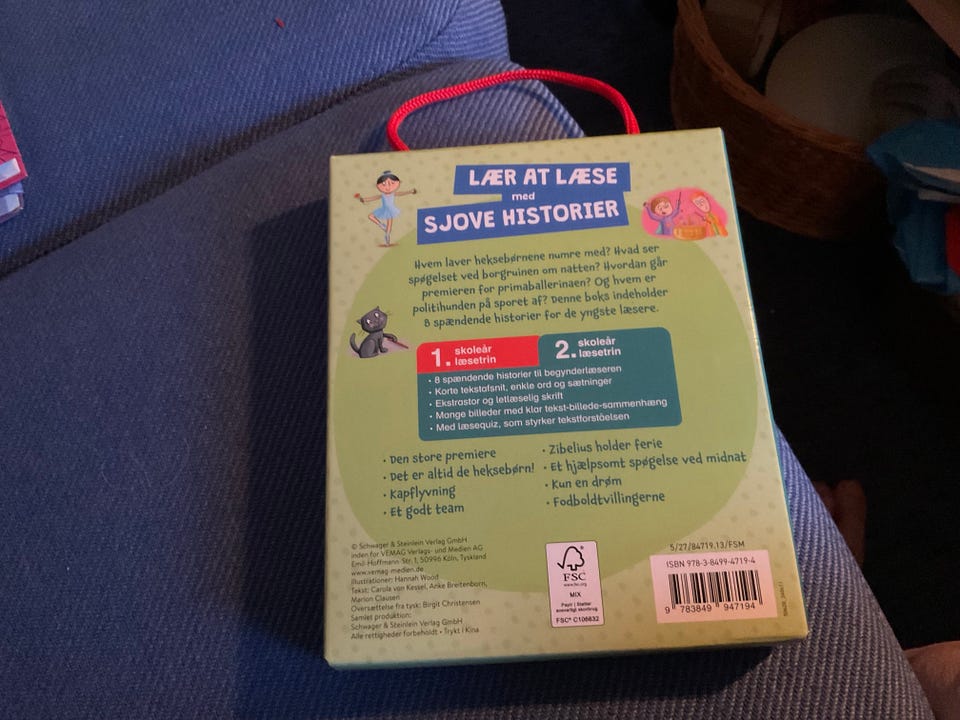 LÆR AT LÆSE
med
SJOVE HISTORIER
Hvem laver heksebørnene numre med? Hvad ser
spøgelset ved borgruinen om natten? Hvordan går
premieren for primaballerinaen? Og hvem er
politihunden på sporet af? Denne boks indeholder
8 spændende historier for de yngste læsere.
1. skoleår
læsetrin
2. skoleår
læsetrin
• 8 spændende historier til begynderlæseren
• Korte tekstafsnit, enkle ord og sætninger
• Ekstrastor og letlæselig skrift
• Mange billeder med klar tekst-billede-sammenhæng
• Med læsequiz, som styrker tekstforståelsen
• Den store premiere
• Det er altid de heksebørn!
• Kapflyvning
• Et godt team
• Zibelius holder ferie
• Et hjælpsomt spøgelse ved midnat
• Kun en drøm
• Fodboldtvillingerne
© Schwager & Steinlein Verlag GmbH
inden for VEMAG Verlags- und Medien AG
Emil-Hoffmann-Str. 1, 50996 Köln, Tyskland
www.vemag-medien.de
Illustrationer: Hannah Wood
Tekst: Carola von Kessel, Anke Breitenborn,
Marion Clausen
Oversættelse fra tysk: Birgit Christensen
Samlet produktion:
Schwager & Steinlein Verlag GmbH
Alle rettigheder forbeholdt • Trykt i Kina
FSC
www.fsc.org
MIX
Papir | Støtter
ansvarligt skovbrug
FSC® C106632
5/27/84719.13/FSM
ISBN 978-3-8499-4719-4
9 783849 947194